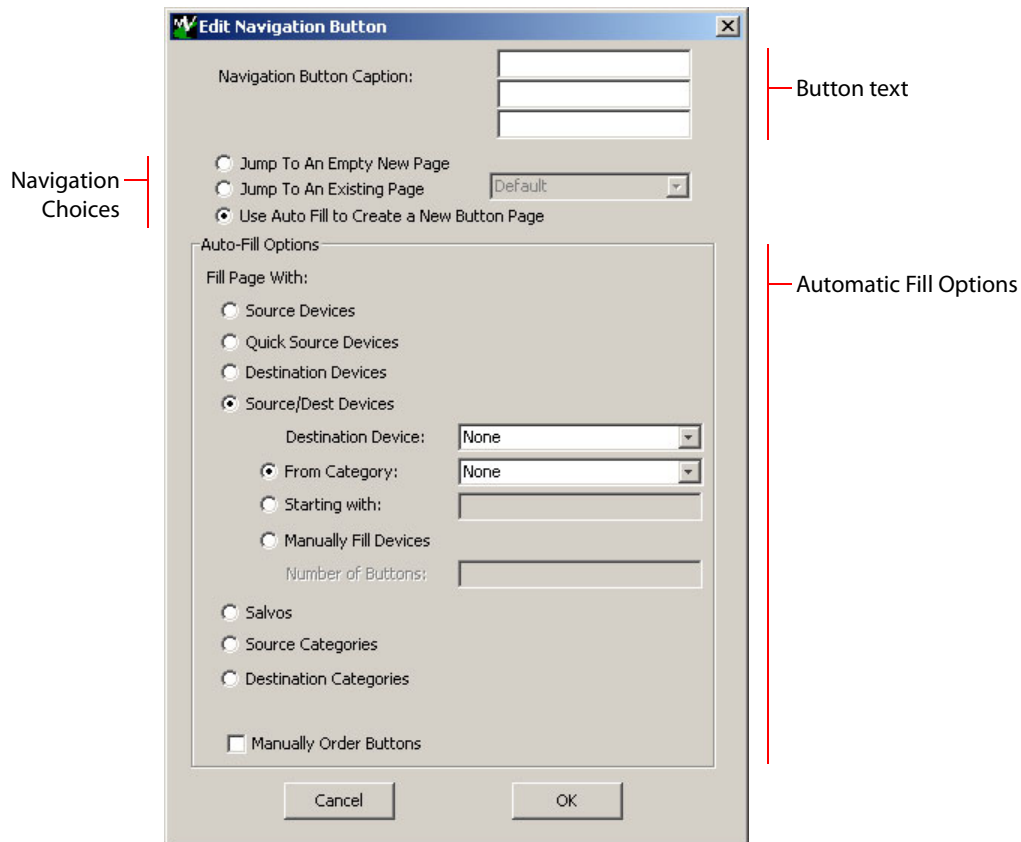 Edit Navigation Button
Navigation Button Caption:
Button text
Navigation
Choices
Jump To An Empty New Page
Jump To An Existing Page
Default
Use Auto Fill to Create a New Button Page
Auto-Fill Options
Automatic Fill Options
Fill Page With:
Source Devices
Quick Source Devices
Destination Devices
Source/Dest Devices
Destination Device:
None
From Category:
None
Starting with:
Manually Fill Devices
Number of Buttons:
Salvos
Source Categories
Destination Categories
Manually Order Buttons
Cancel
OK